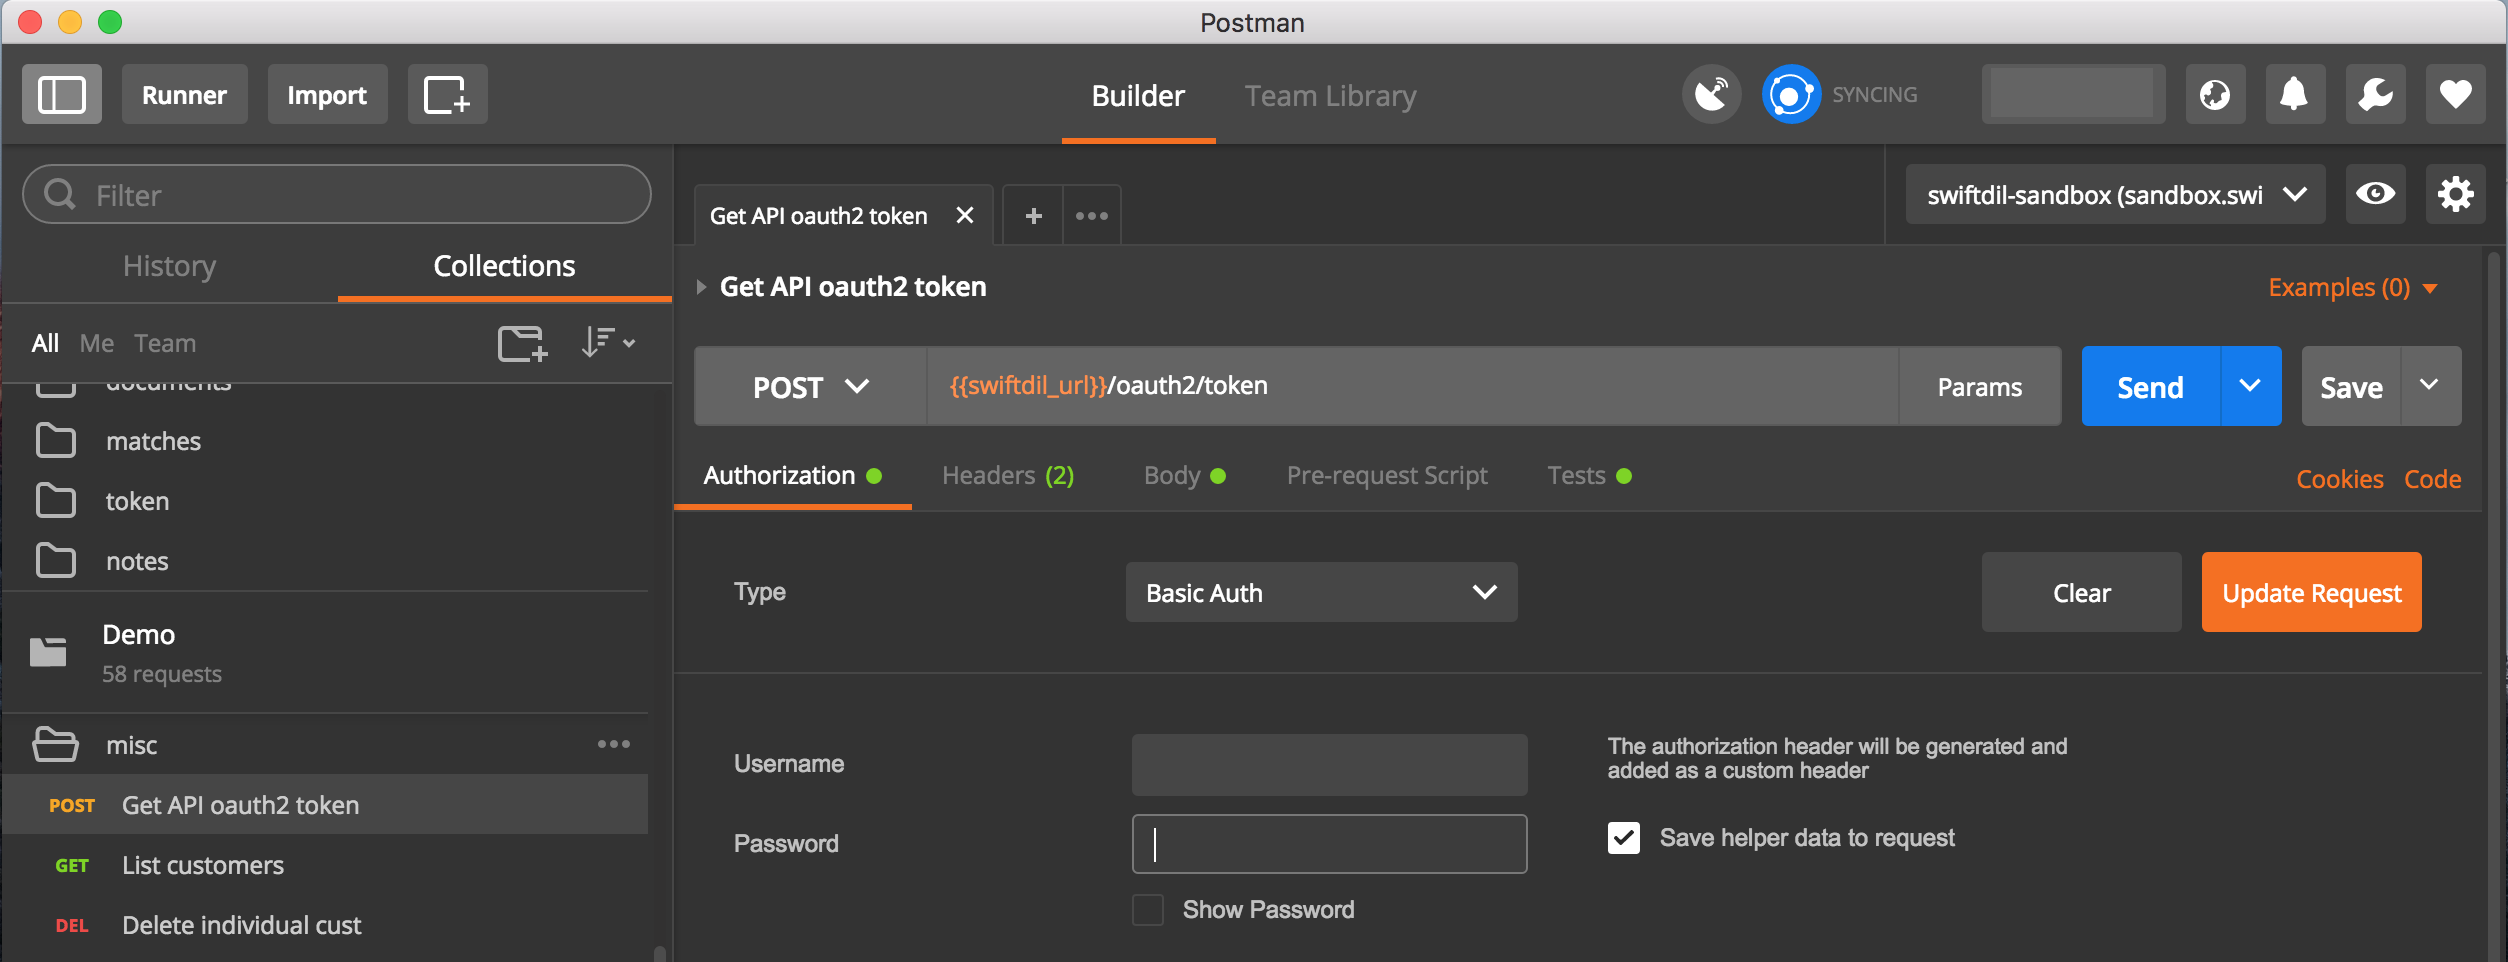 Postman
Runner Import
Builder Team Library
SYNCING
Filter
History Collections
All Me Team
documents
matches
token
notes
Demo
58 requests
misc
POST Get API oauth2 token
GET List customers
DEL Delete individual cust
Get API oauth2 token
swiftdil-sandbox (sandbox.swi
Get API oauth2 token
Examples (0)
POST {{swiftdil_url}}/oauth2/token Params Send Save
Authorization Headers (2) Body Pre-request Script Tests Cookies Code
Type Basic Auth Clear Update Request
Username
The authorization header will be generated and
added as a custom header
Password
Save helper data to request
Show Password